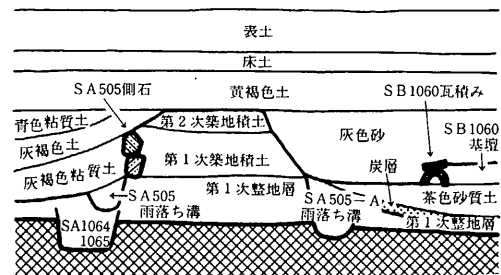 表土
床土
SA505側石
黄褐色土
SB1060瓦積み
青色粘質土
第2次築地積土
灰色砂
SB1060
基壇
灰褐色土
第1次築地積土
炭層
灰褐色粘質土
SA505
雨落ち溝
第1次整地層
SA505=A
雨落ち溝
茶色砂質土
第1次整地層
SA1064
1065